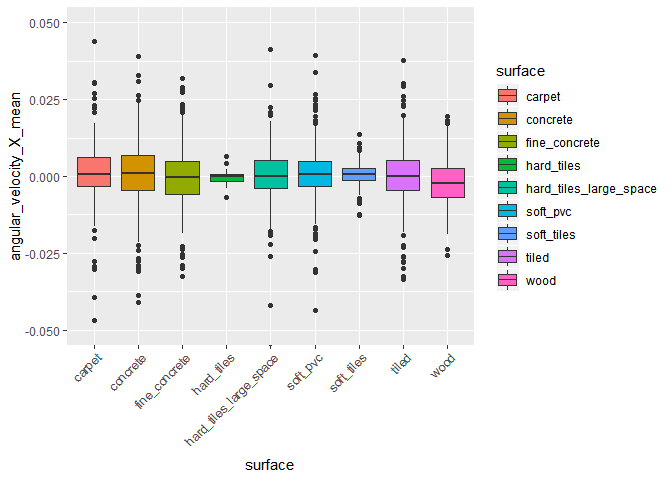 0.050
0.025
0.000
-0.025
-0.050
angular_velocity_X_mean
carpet
concrete
fine_concrete
hard_tiles
hard_tiles_large_space
soft_pvc
soft_tiles
tiled
wood
surface
surface
carpet
concrete
fine_concrete
hard_tiles
hard_tiles_large_space
soft_pvc
soft_tiles
tiled
wood